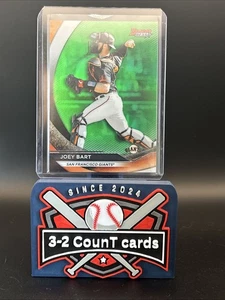 JOEY BART
SAN FRANCISCO GIANTS
SINCE 2024
3-2 CounT cards